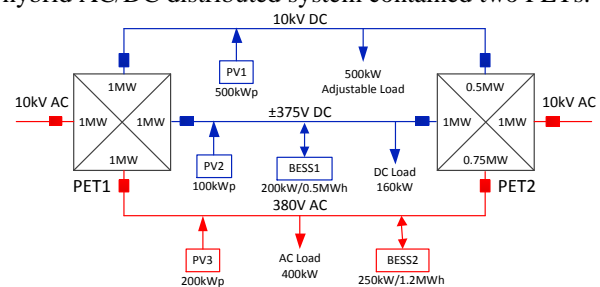 hybrid AC/DC distributed system contained two PETs.
10kV DC
PV1
500kWp
500kW
Adjustable Load
1MW
0.5MW
10kV AC
1MW
1MW
±375V DC
1MW
1MW
10kV AC
1MW
0.75MW
PV2
100kWp
BESS1
200kW/0.5MWh
DC Load
160kW
PET1
PET2
380V AC
PV3
200kWp
AC Load
400kW
BESS2
250kW/1.2MWh